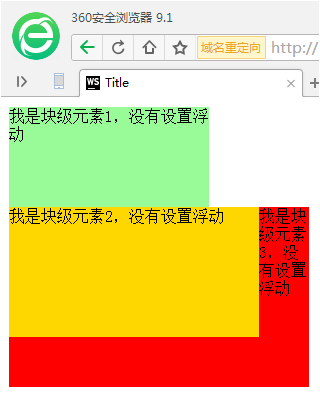 360安全浏览器 9.1
域名重定向 http://
WS Title
我是块级元素1，没有设置浮
动
我是块级元素2，没有设置浮动
我是块
级元素
3，没
有设置
浮动